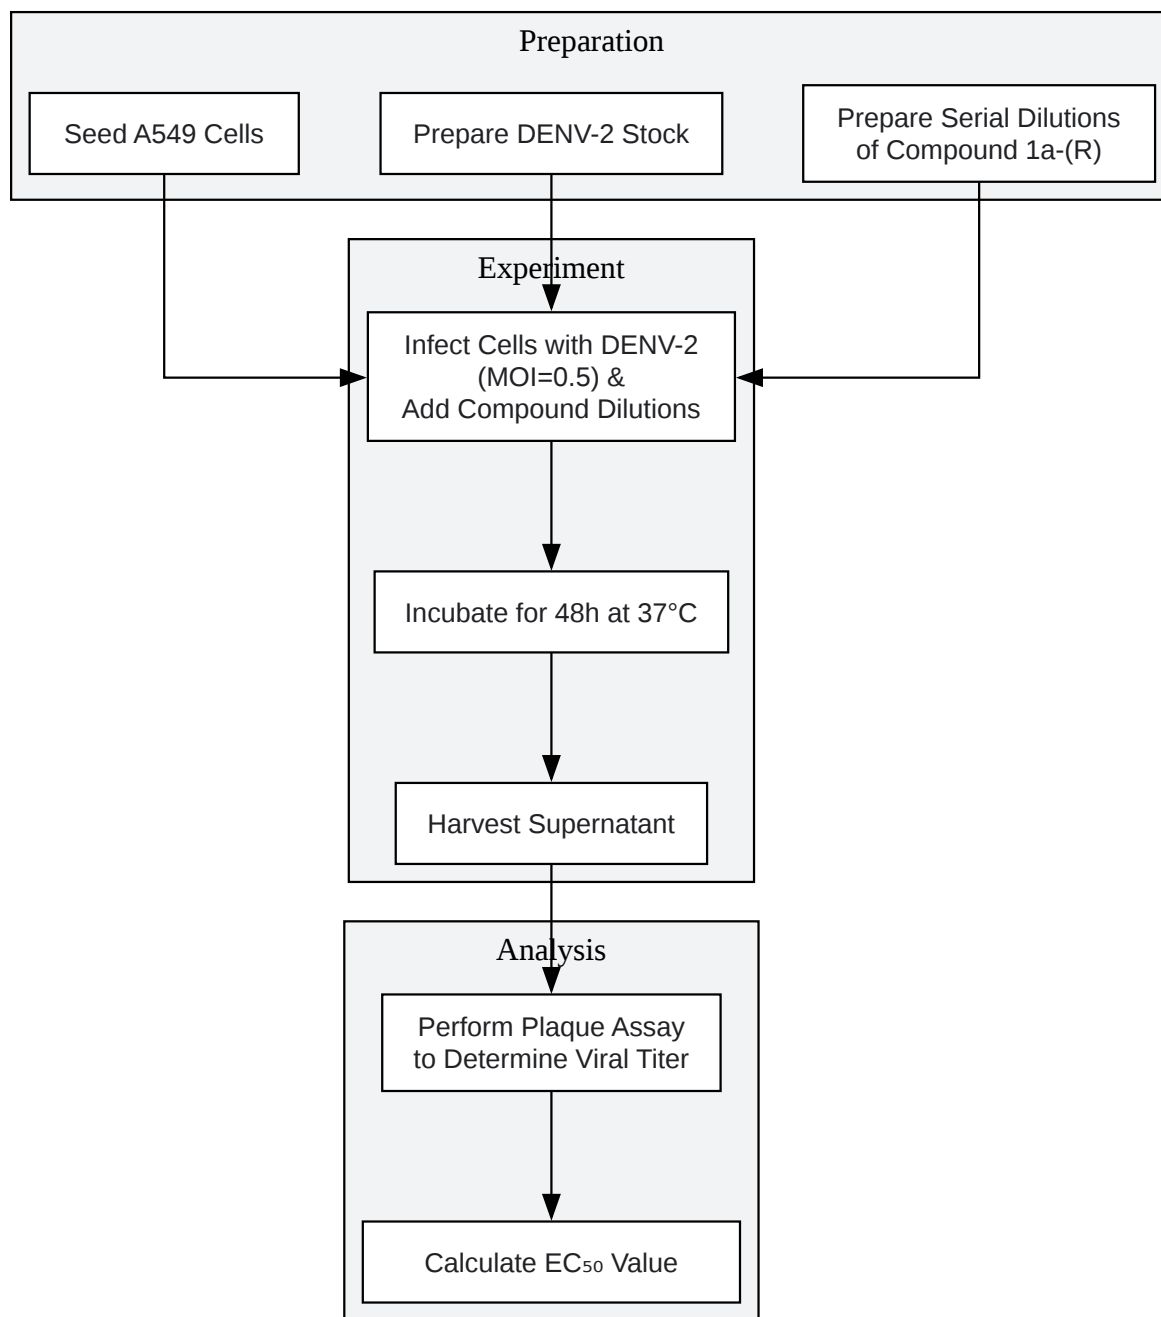 Preparation
Seed A549 Cells
Prepare DENV-2 Stock
Prepare Serial Dilutions
of Compound 1a-(R)
Experiment
Infect Cells with DENV-2
(MOI=0.5) &
Add Compound Dilutions
Incubate for 48h at 37°C
Harvest Supernatant
Analysis
Perform Plaque Assay
to Determine Viral Titer
Calculate EC₅₀ Value